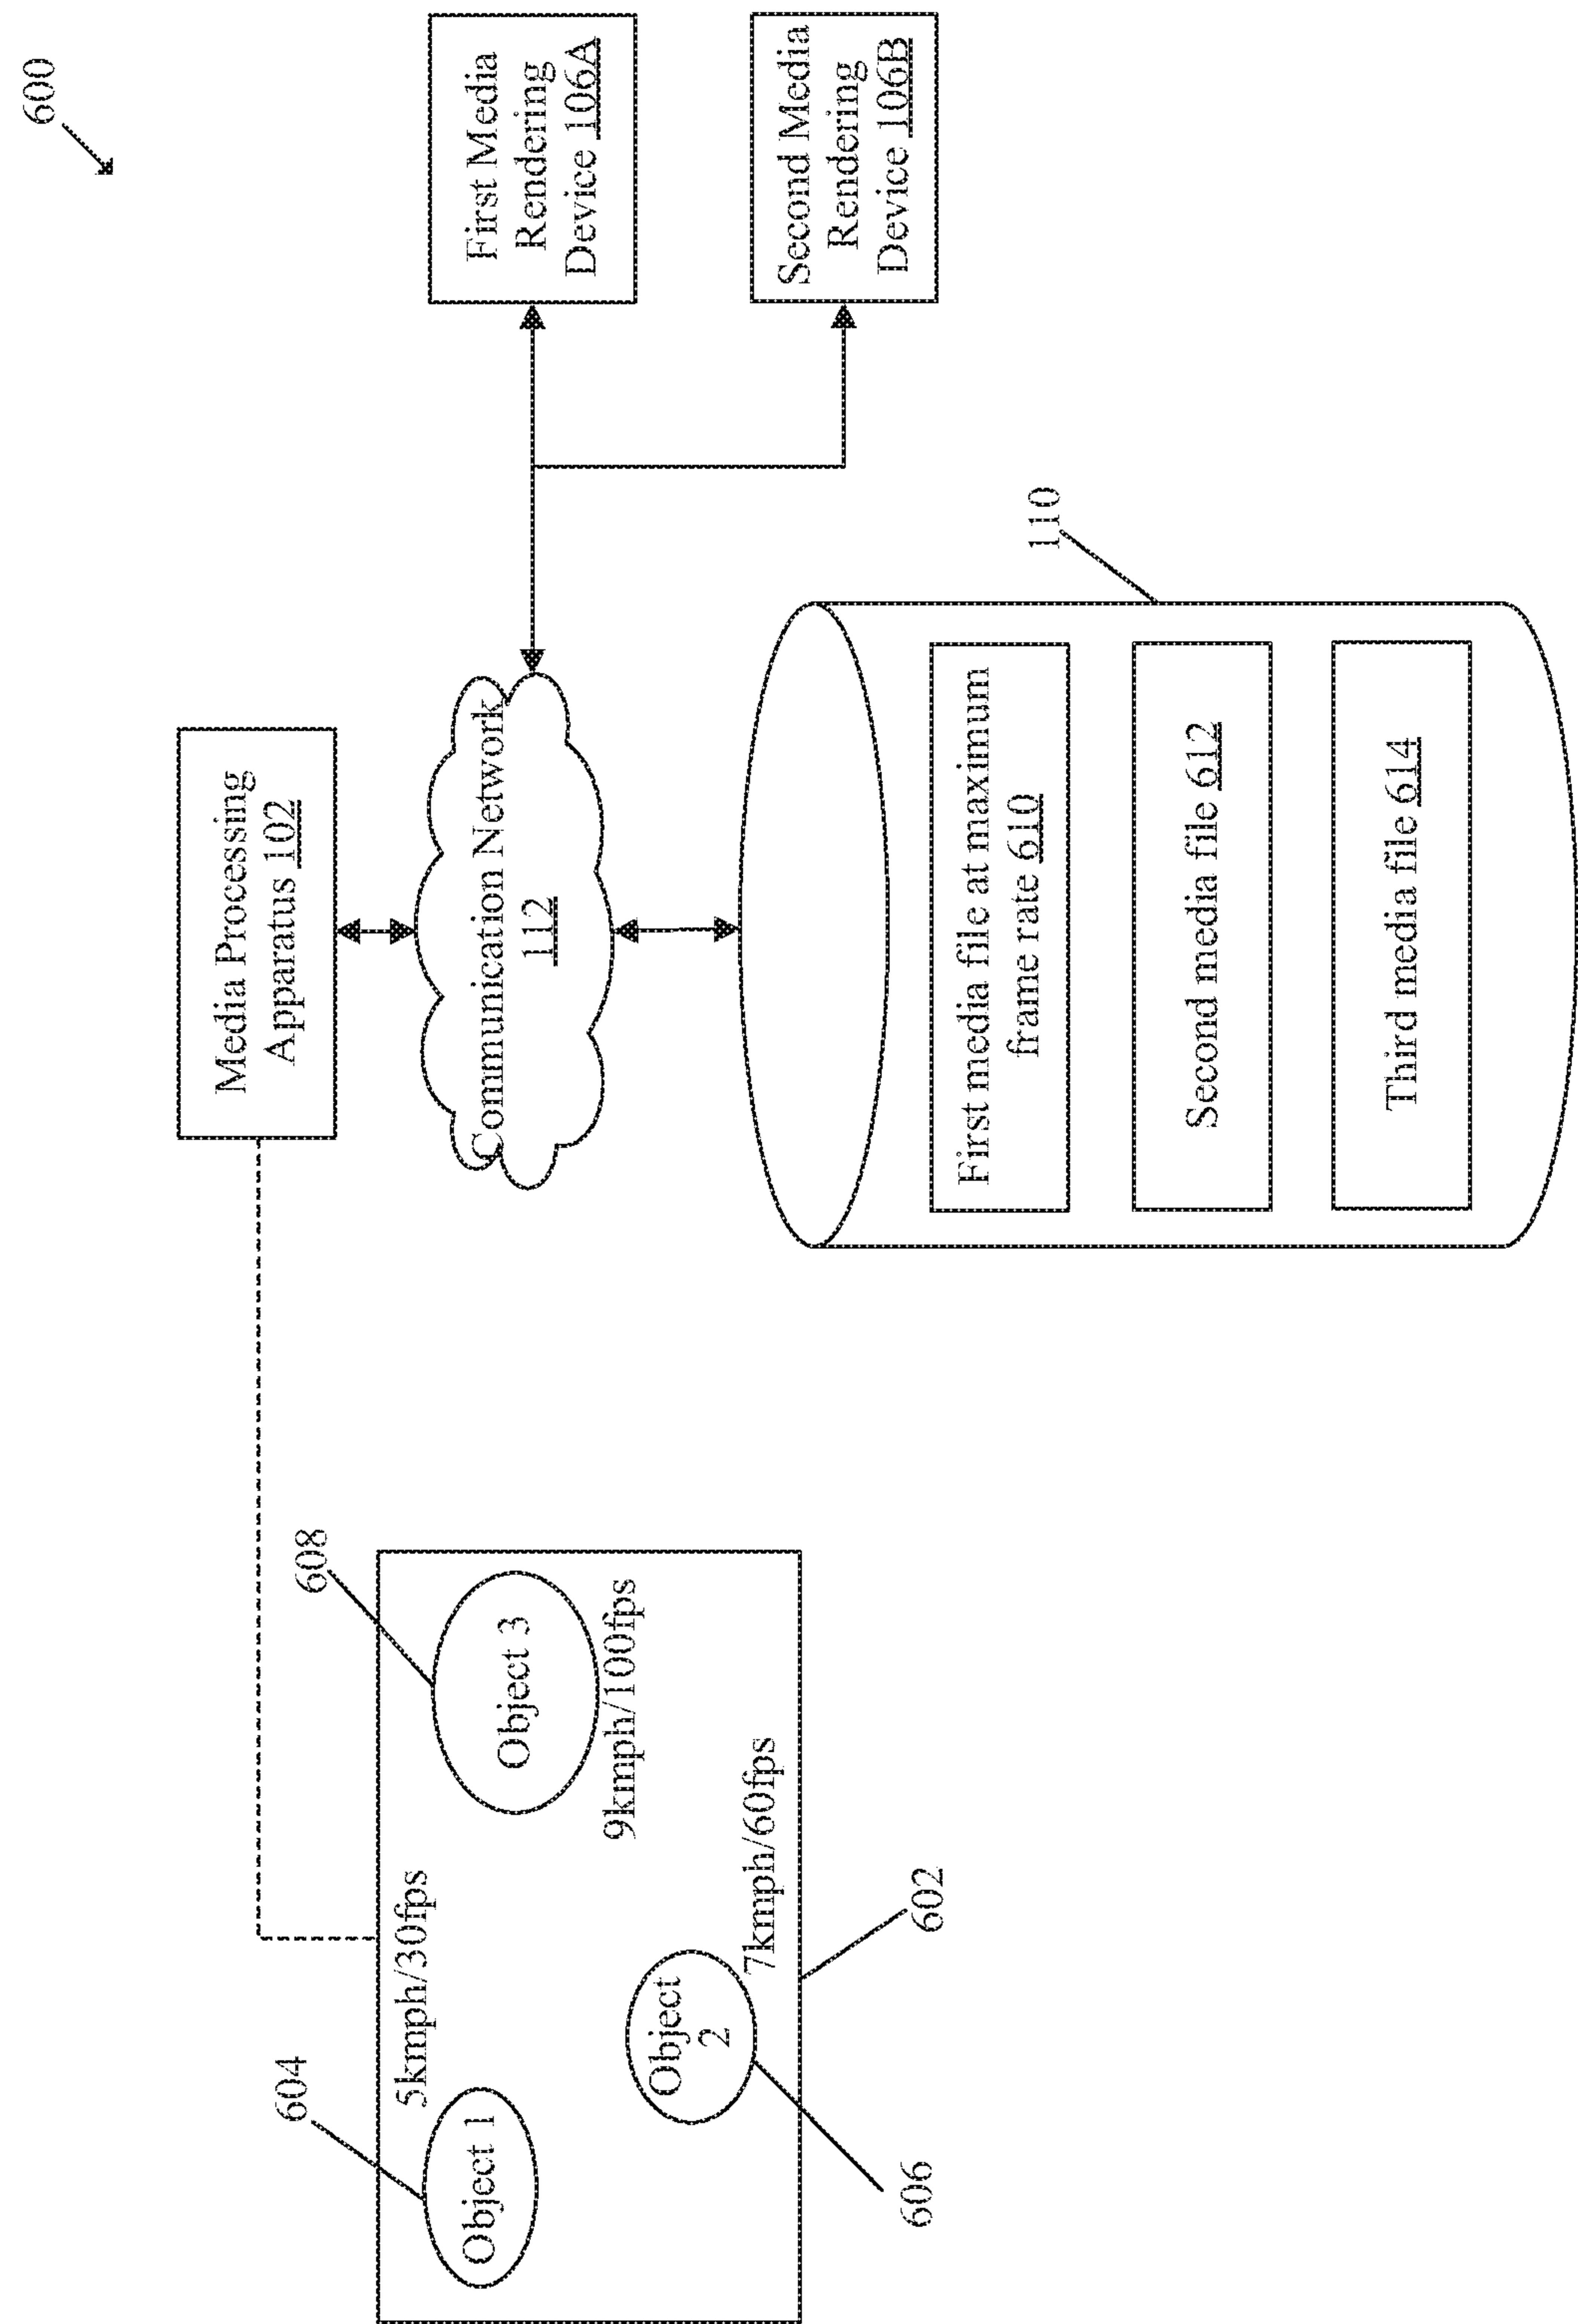 600
604
5kmph/30fps
Object 1
608
Object 3
9kmph/100fps
Object
2
7kmph/60fps
606
602
Media Processing
Apparatus 102
Communication Network
112
First Media
Rendering
Device 106A
Second Media
Rendering
Device 106B
110
First media file at maximum
frame rate 610
Second media file 612
Third media file 614